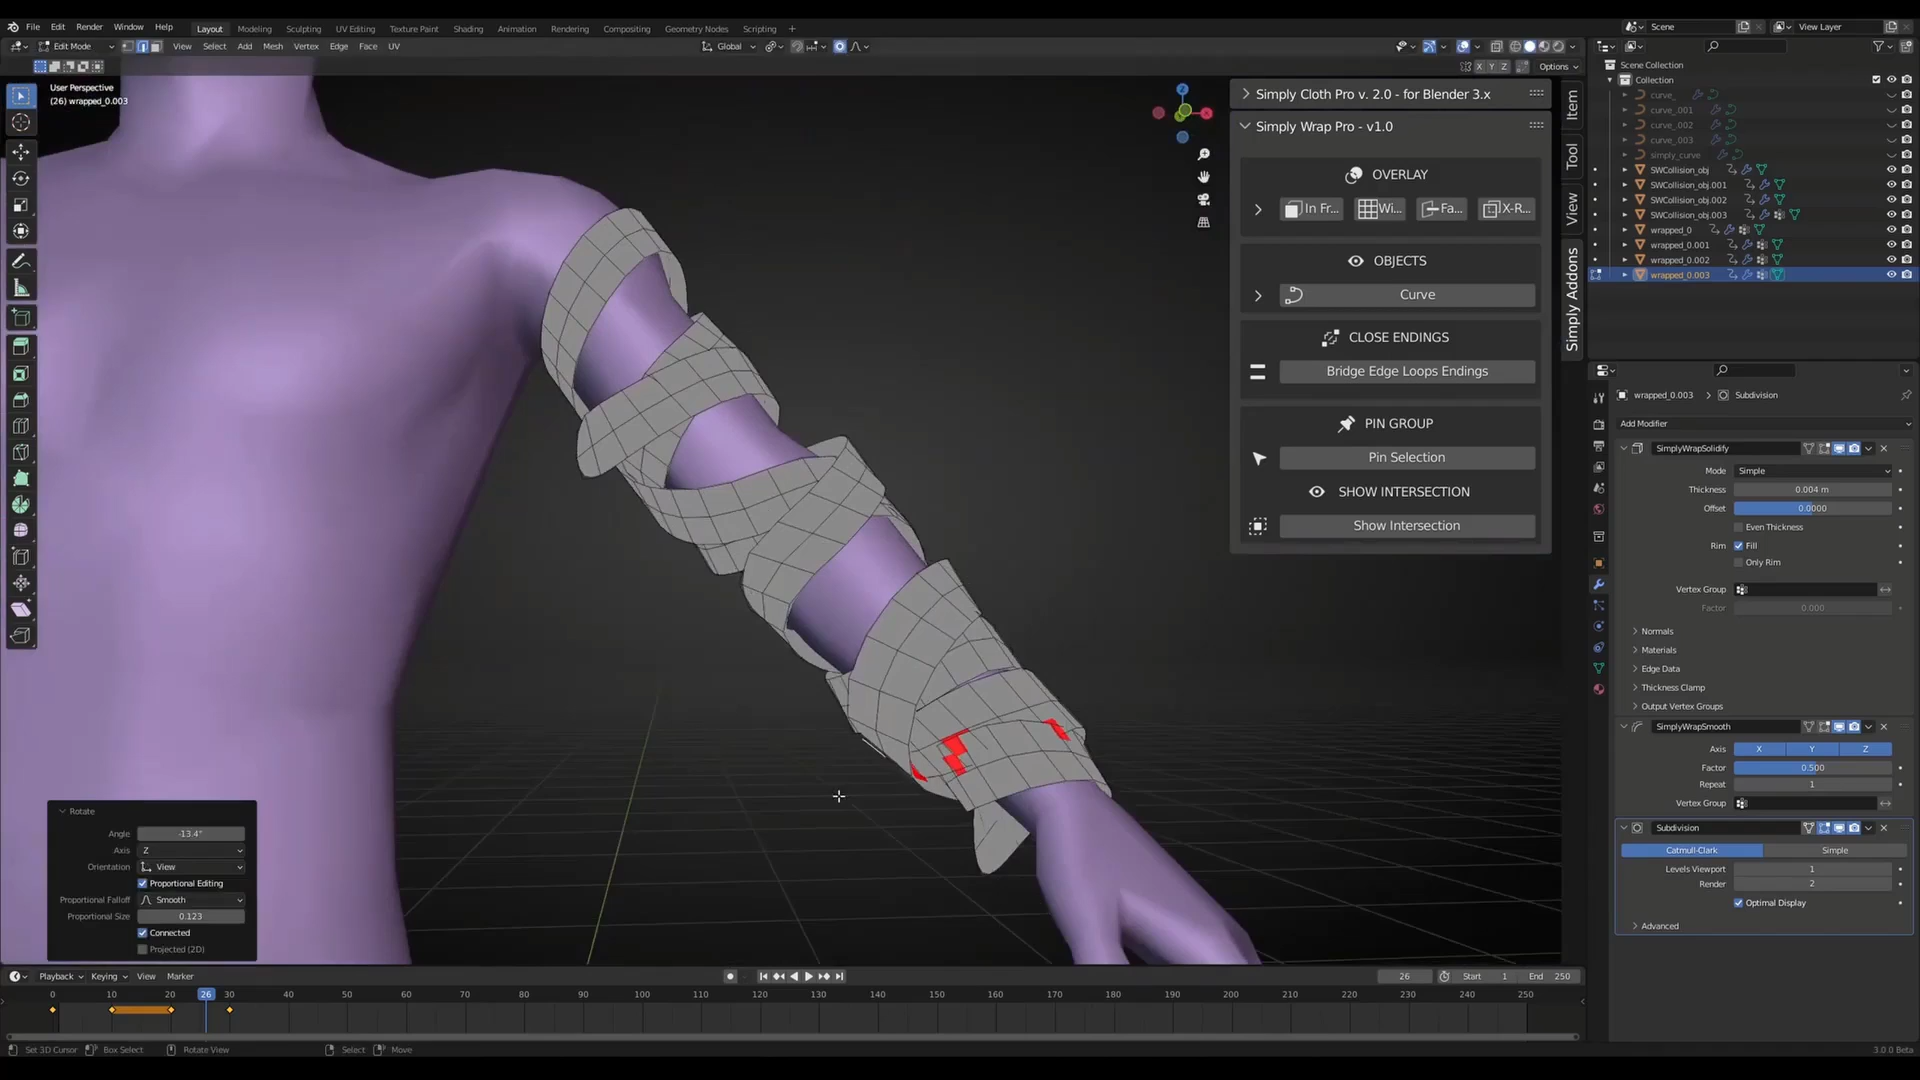 File Edit Render Window Help Layout Modeling Sculpting UV Editing Texture Paint Shading Animation Rendering Compositing Geometry Nodes Scripting + Scene View Layer
Edit Mode View Select Add Mesh Vertex Edge Face UV Global
X Y Z Options
User Perspective
(26) wrapped_0.003
Z
Simply Cloth Pro v. 2.0 - for Blender 3.x
Simply Wrap Pro - v1.0
OVERLAY
In Fr... Wi... Fa... X-R...
OBJECTS
Curve
CLOSE ENDINGS
Bridge Edge Loops Endings
PIN GROUP
Pin Selection
SHOW INTERSECTION
Show Intersection
Item
Tool
View
Simply Addons
Scene Collection
Collection
curve_
curve_.001
curve_.002
curve_.003
simply_curve
SWCollision_obj
SWCollision_obj.001
SWCollision_obj.002
SWCollision_obj.003
wrapped_0
wrapped_0.001
wrapped_0.002
wrapped_0.003
wrapped_0.003 > Subdivision
Add Modifier
SimplyWrapSolidify
Mode Simple
Thickness 0.004 m
Offset 0.0000
Even Thickness
Rim Fill
Only Rim
Vertex Group
Factor 0.000
Normals
Materials
Edge Data
Thickness Clamp
Output Vertex Groups
SimplyWrapSmooth
Axis X Y Z
Factor 0.500
Repeat 1
Vertex Group
Subdivision
Catmull-Clark Simple
Levels Viewport 1
Render 2
Optimal Display
Advanced
Rotate
Angle -13.4°
Axis Z
Orientation View
Proportional Editing
Proportional Falloff Smooth
Proportional Size 0.123
Connected
Projected (2D)
Playback Keying View Marker 26 Start 1 End 250
0 10 20 26 30 40 50 60 70 80 90 100 110 120 130 140 150 160 170 180 190 200 210 220 230 240 250
Set 3D Cursor Box Select Rotate View Select Move 3.0.0 Beta